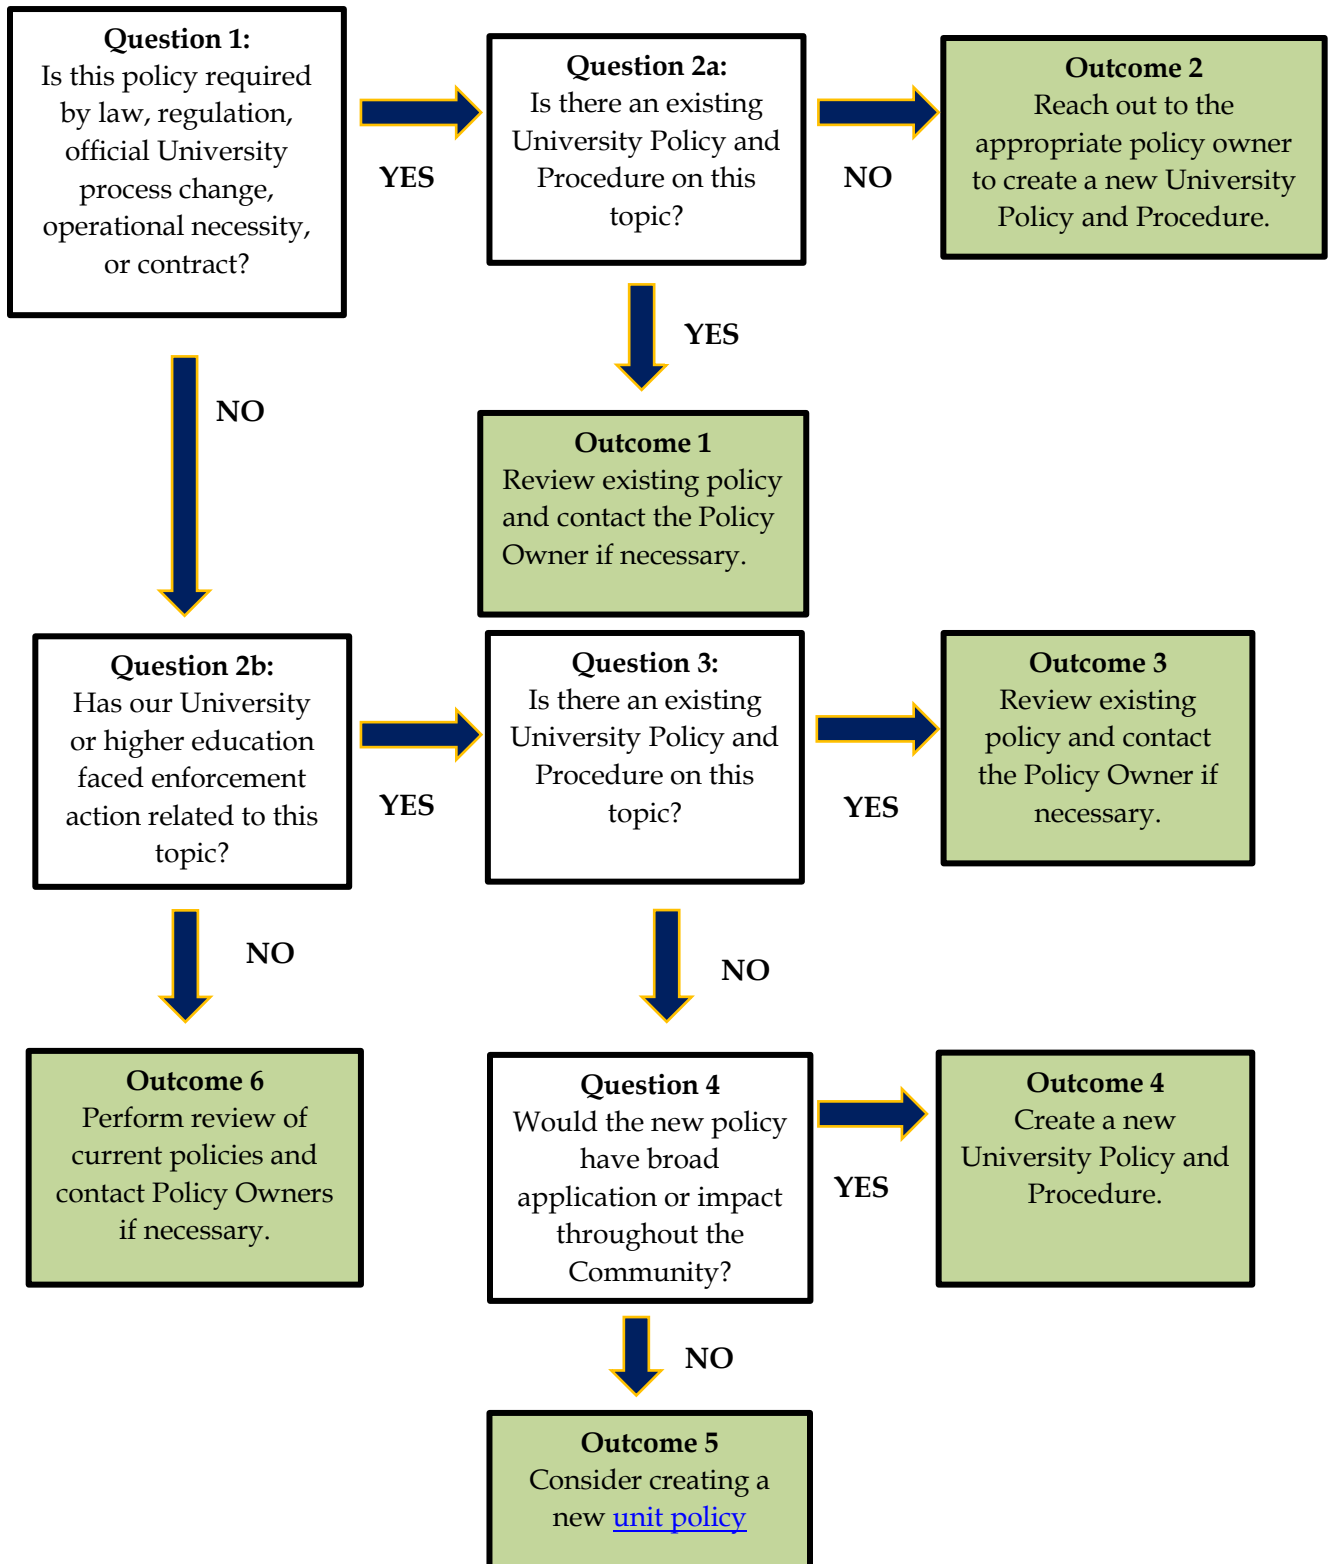 Question 1:
Is this policy required
by law, regulation,
official University
process change,
operational necessity,
or contract?
YES
Question 2a:
Is there an existing
University Policy and
Procedure on this
topic?
NO
Outcome 2
Reach out to the
appropriate policy owner
to create a new University
Policy and Procedure.
YES
NO
Outcome 1
Review existing policy
and contact the Policy
Owner if necessary.
Question 2b:
Has our University
or higher education
faced enforcement
action related to this
topic?
YES
Question 3:
Is there an existing
University Policy and
Procedure on this
topic?
YES
Outcome 3
Review existing
policy and contact
the Policy Owner if
necessary.
NO
NO
Outcome 6
Perform review of
current policies and
contact Policy Owners
if necessary.
Question 4
Would the new policy
have broad
application or impact
throughout the
Community?
YES
Outcome 4
Create a new
University Policy and
Procedure.
NO
Outcome 5
Consider creating a
new unit policy